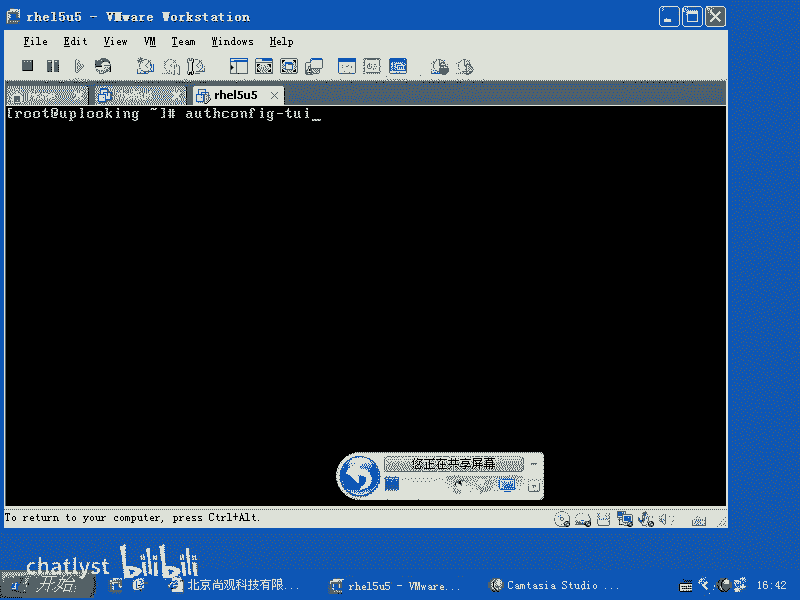 rhel5u5 - VMware Workstation
File Edit View VM Team Windows Help
rhel5u5
[root@uplooking ~]# authconfig-tui_
您正在共享屏幕
To return to your computer, press Ctrl+Alt.
chatlyst bilibili
开始 北京尚观科技有限... rhel5u5 - VMware... Camtasia Studio ... 16:42